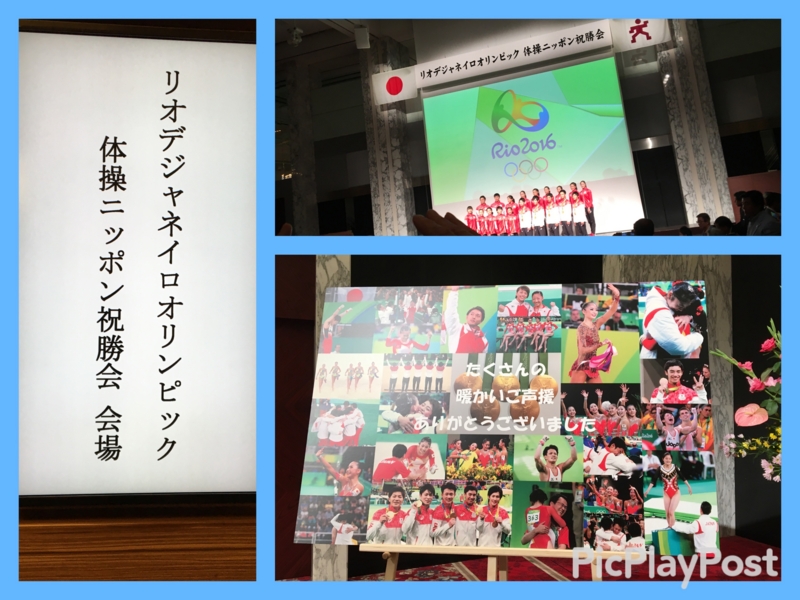 リオデジャネイロオリンピック
体操ニッポン祝勝会 会場
リオデジャネイロオリンピック 体操ニッポン祝勝会
Rio2016
たくさんの
暖かいご声援
ありがとうございました
363
PicPlayPost